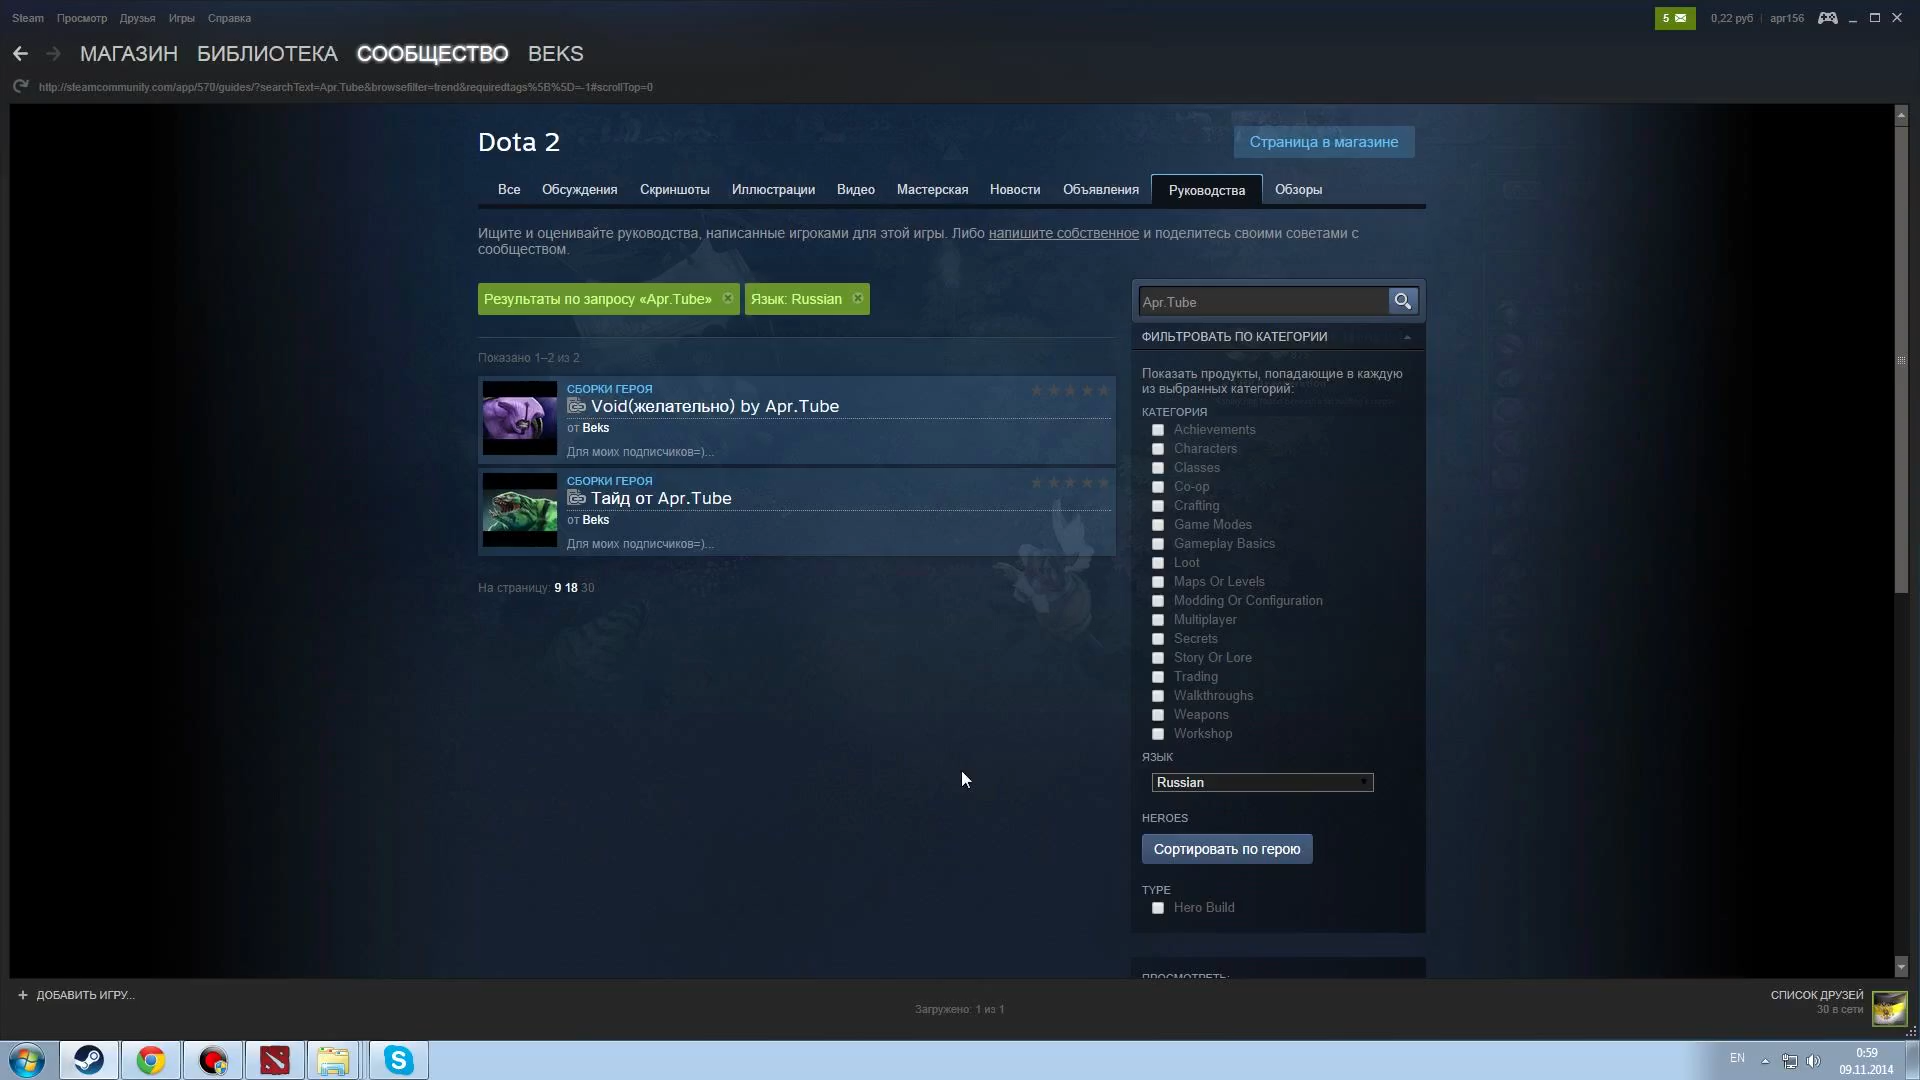 Steam Просмотр Друзья Игры Справка
5 0,22 руб apr156
МАГАЗИН БИБЛИОТЕКА СООБЩЕСТВО BEKS
http://steamcommunity.com/app/570/guides/?searchText=Apr.Tube&browsefilter=trend&requiredtags%5B%5D=-1#scrollTop=0
Dota 2
Страница в магазине
Все Обсуждения Скриншоты Иллюстрации Видео Мастерская Новости Объявления Руководства Обзоры
Ищите и оценивайте руководства, написанные игроками для этой игры. Либо напишите собственное и поделитесь своими советами с
сообществом.
Результаты по запросу «Apr.Tube» Язык: Russian
Показано 1–2 из 2
СБОРКИ ГЕРОЯ
Void(желательно) by Apr.Tube
от Beks
Для моих подписчиков=)...
СБОРКИ ГЕРОЯ
Тайд от Apr.Tube
от Beks
Для моих подписчиков=)...
На страницу: 9 18 30
Apr.Tube
ФИЛЬТРОВАТЬ ПО КАТЕГОРИИ
Показать продукты, попадающие в каждую
из выбранных категорий:
КАТЕГОРИЯ
Achievements
Characters
Classes
Co-op
Crafting
Game Modes
Gameplay Basics
Loot
Maps Or Levels
Modding Or Configuration
Multiplayer
Secrets
Story Or Lore
Trading
Walkthroughs
Weapons
Workshop
ЯЗЫК
Russian
HEROES
Сортировать по герою
TYPE
Hero Build
ПРОСМОТРЕТЬ:
ДОБАВИТЬ ИГРУ...
Загружено: 1 из 1
СПИСОК ДРУЗЕЙ
30 в сети
EN
0:59
09.11.2014